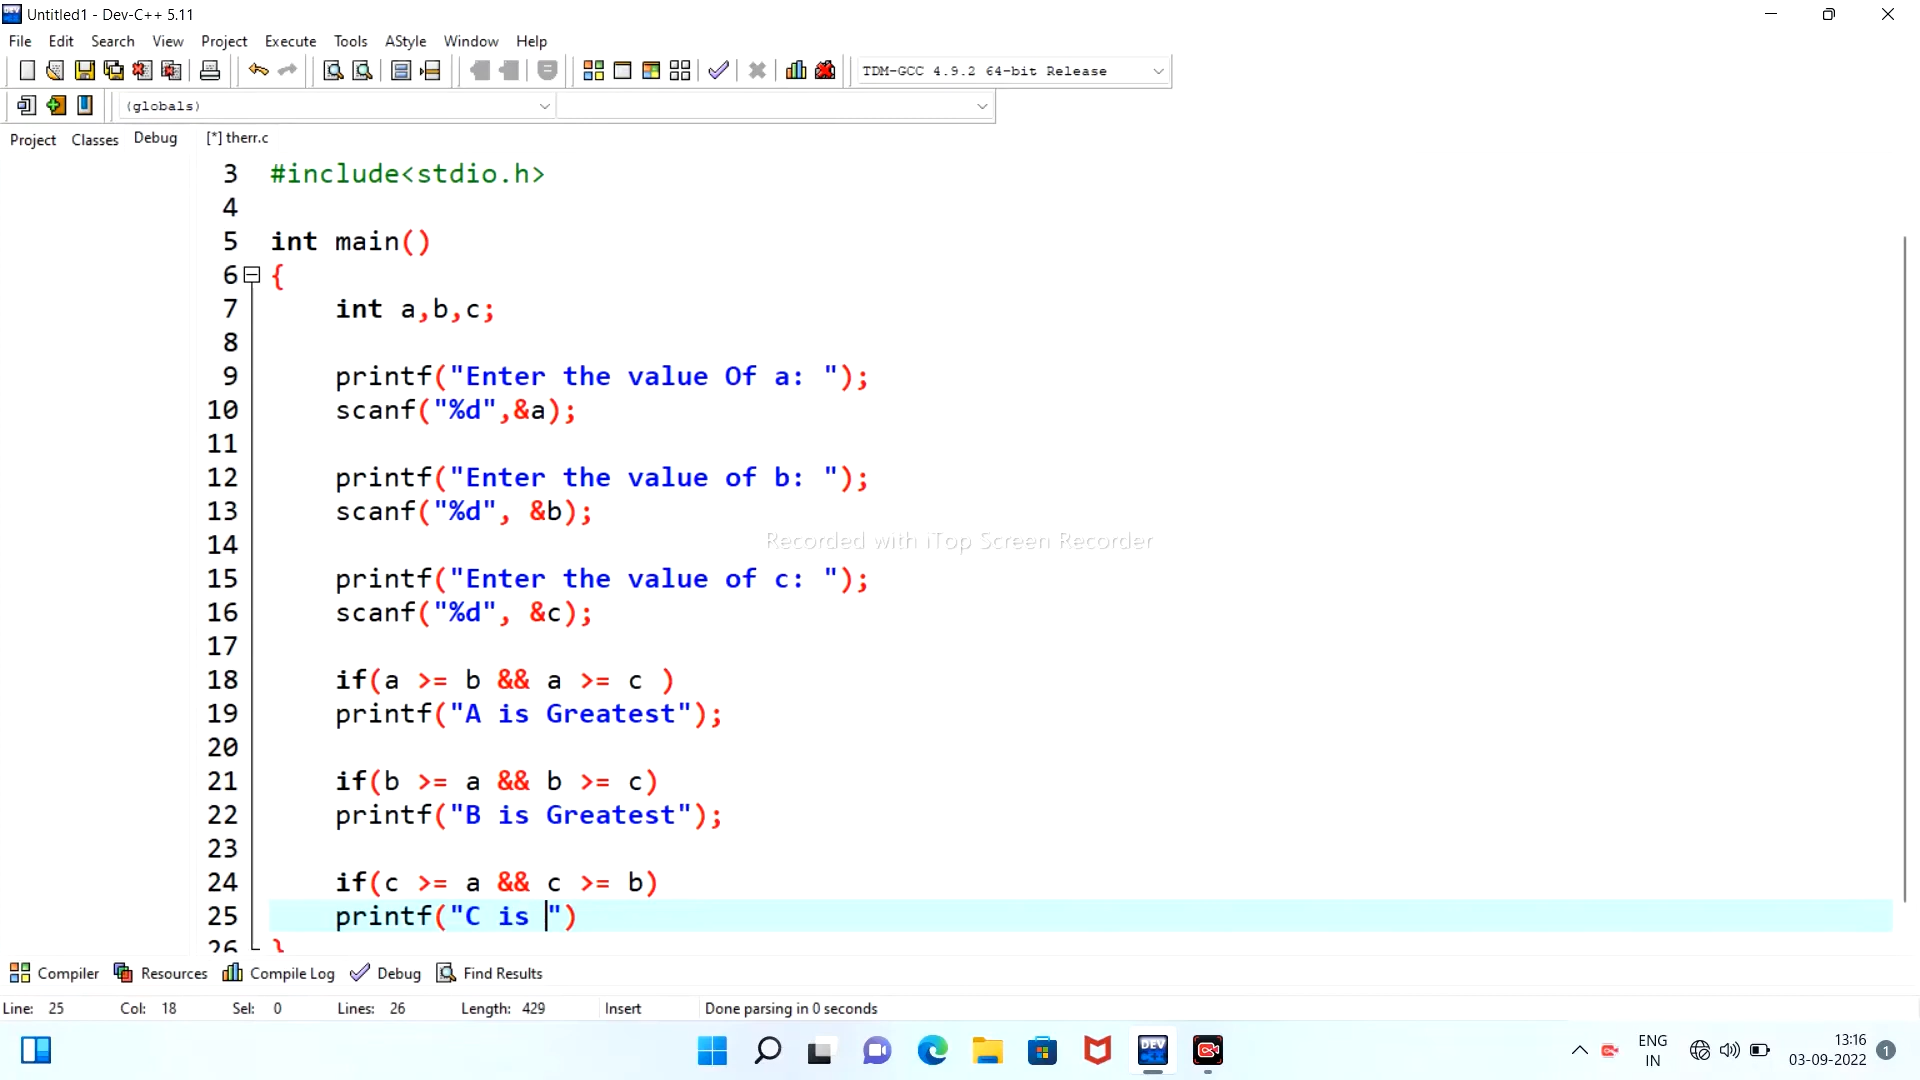 Untitled1 - Dev-C++ 5.11
File Edit Search View Project Execute Tools AStyle Window Help
TDM-GCC 4.9.2 64-bit Release
(globals)
Project Classes Debug [*] therr.c
3 #include<stdio.h>
4
5 int main()
6 {
7 int a,b,c;
8
9 printf("Enter the value Of a: ");
10 scanf("%d",&a);
11
12 printf("Enter the value of b: ");
13 scanf("%d", &b);
14
Recorded with iTop Screen Recorder
15 printf("Enter the value of c: ");
16 scanf("%d", &c);
17
18 if(a >= b && a >= c )
19 printf("A is Greatest");
20
21 if(b >= a && b >= c)
22 printf("B is Greatest");
23
24 if(c >= a && c >= b)
25 printf("C is ")
26 }
Compiler Resources Compile Log Debug Find Results
Line: 25 Col: 18 Sel: 0 Lines: 26 Length: 429 Insert Done parsing in 0 seconds
DEV
ENG
IN
13:16
03-09-2022
1